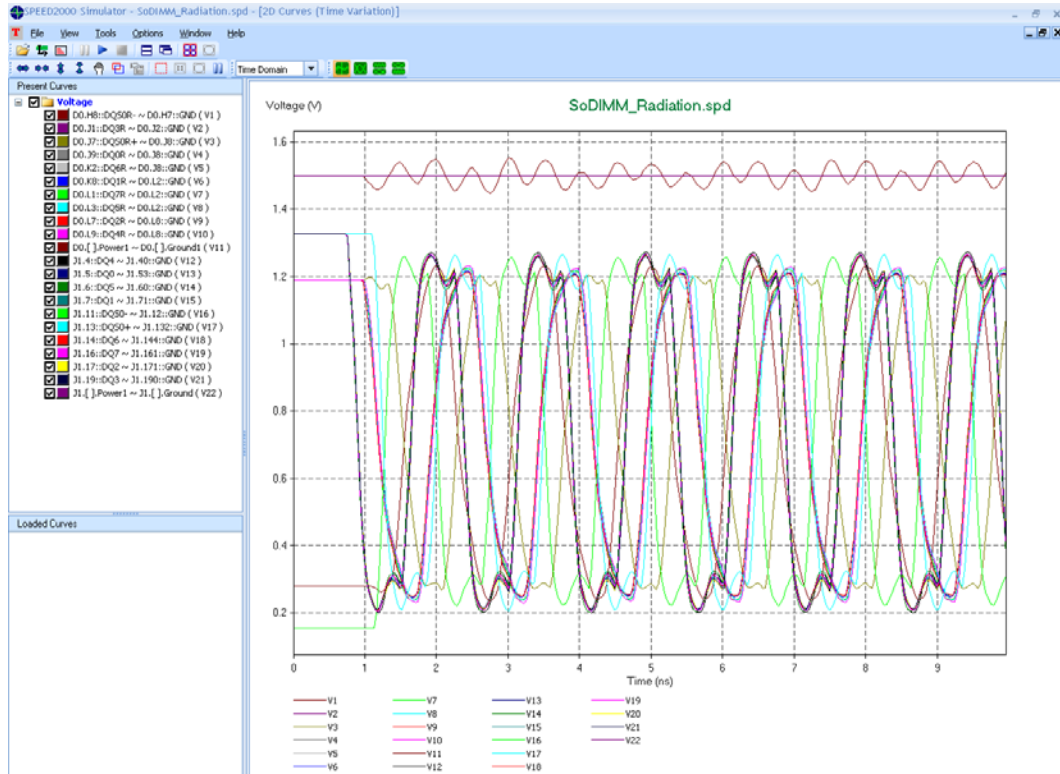 SPEED2000 Simulator - SoDIMM_Radiation.spd - [2D Curves (Time Variation)]
File View Tools Options Window Help
Time Domain
Present Curves
Voltage
D0.H8::DQS0R- ~ D0.H7::GND ( V1 )
D0.J1::DQ3R ~ D0.J2::GND ( V2 )
D0.J7::DQS0R+ ~ D0.J8::GND ( V3 )
D0.J9::DQ0R ~ D0.J8::GND ( V4 )
D0.K2::DQ6R ~ D0.J8::GND ( V5 )
D0.K8::DQ1R ~ D0.L2::GND ( V6 )
D0.L1::DQ7R ~ D0.L2::GND ( V7 )
D0.L3::DQ5R ~ D0.L2::GND ( V8 )
D0.L7::DQ2R ~ D0.L8::GND ( V9 )
D0.L9::DQ4R ~ D0.L8::GND ( V10 )
D0.[ ].Power1 ~ D0.[ ].Ground1 ( V11 )
J1.4::DQ4 ~ J1.40::GND ( V12 )
J1.5::DQ0 ~ J1.53::GND ( V13 )
J1.6::DQ5 ~ J1.60::GND ( V14 )
J1.7::DQ1 ~ J1.71::GND ( V15 )
J1.11::DQS0- ~ J1.12::GND ( V16 )
J1.13::DQS0+ ~ J1.132::GND ( V17 )
J1.14::DQ6 ~ J1.144::GND ( V18 )
J1.16::DQ7 ~ J1.161::GND ( V19 )
J1.17::DQ2 ~ J1.171::GND ( V20 )
J1.19::DQ3 ~ J1.190::GND ( V21 )
J1.[ ].Power1 ~ J1.[ ].Ground ( V22 )
Loaded Curves
Voltage (V)
SoDIMM_Radiation.spd
1.6
1.4
1.2
1
0.8
0.6
0.4
0.2
0 1 2 3 4 5 6 7 8 9
Time (ns)
V1 V7 V13 V19
V2 V8 V14 V20
V3 V9 V15 V21
V4 V10 V16 V22
V5 V11 V17
V6 V12 V18